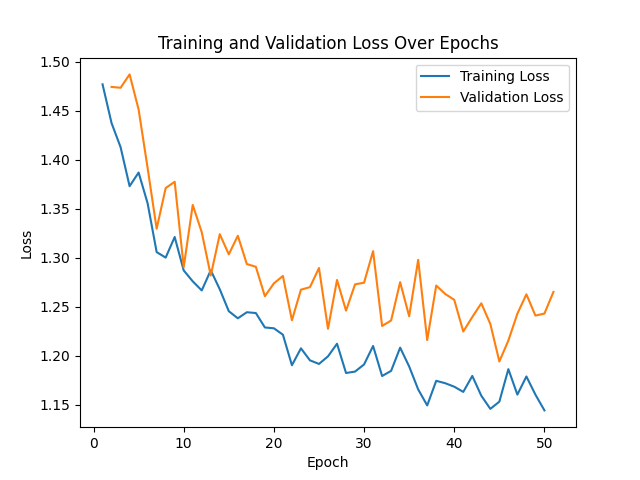 Training and Validation Loss Over Epochs
Training Loss
Validation Loss
1.50
1.45
1.40
1.35
1.30
1.25
1.20
1.15
Loss
0
10
20
30
40
50
Epoch